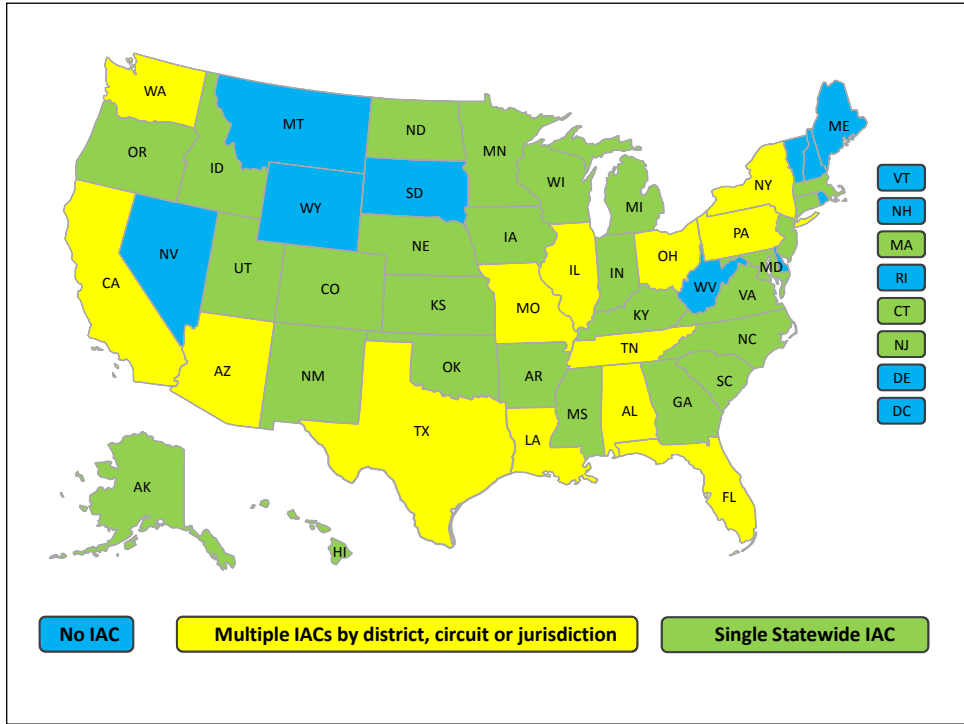 WA
MT
ND
MN
ME
OR
ID
SD
WI
MI
NY
WY
VT
NH
MA
RI
CT
NJ
DE
DC
NV
UT
CO
NE
IA
IL
IN
OH
PA
MD
CA
KS
MO
KY
WV
VA
AZ
NM
OK
AR
TN
NC
SC
TX
LA
MS
AL
GA
FL
AK
HI
No IAC
Multiple IACs by district, circuit or jurisdiction
Single Statewide IAC